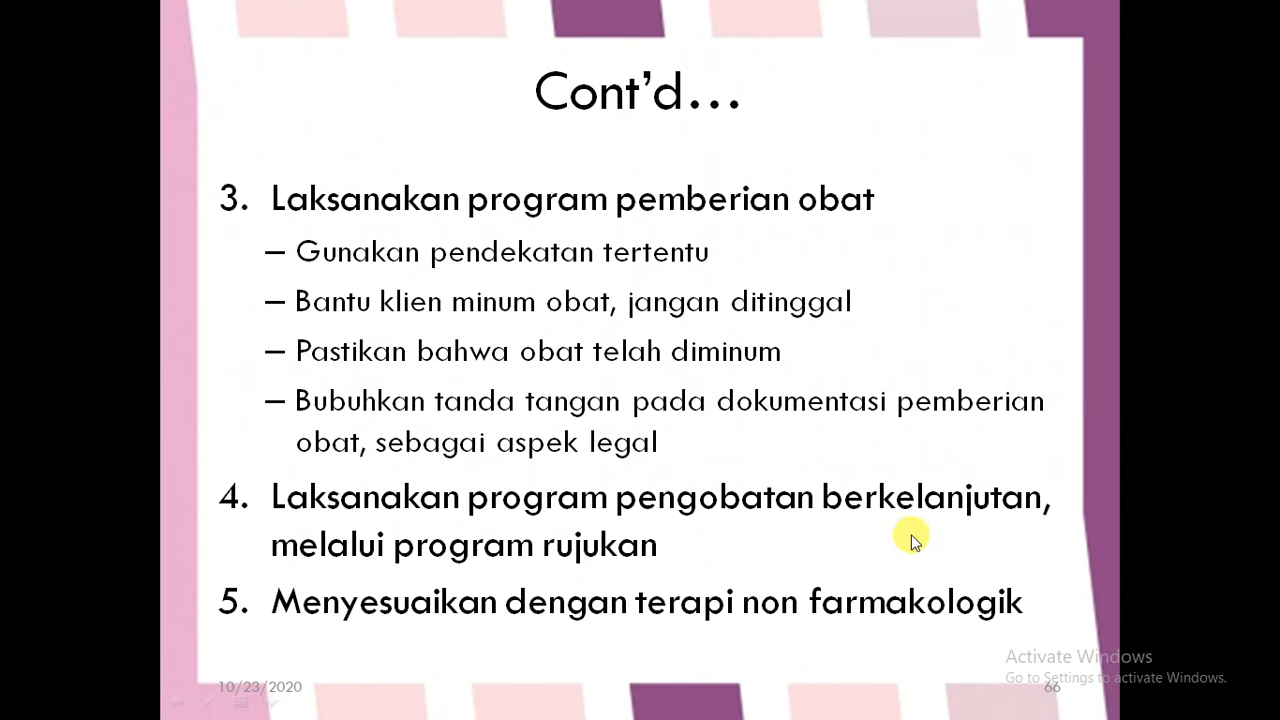 Cont’d…
3. Laksanakan program pemberian obat
– Gunakan pendekatan tertentu
– Bantu klien minum obat, jangan ditinggal
– Pastikan bahwa obat telah diminum
– Bubuhkan tanda tangan pada dokumentasi pemberian
obat, sebagai aspek legal
4. Laksanakan program pengobatan berkelanjutan,
melalui program rujukan
5. Menyesuaikan dengan terapi non farmakologik
Activate Windows
Go to Settings to activate Windows.
10/23/2020
66